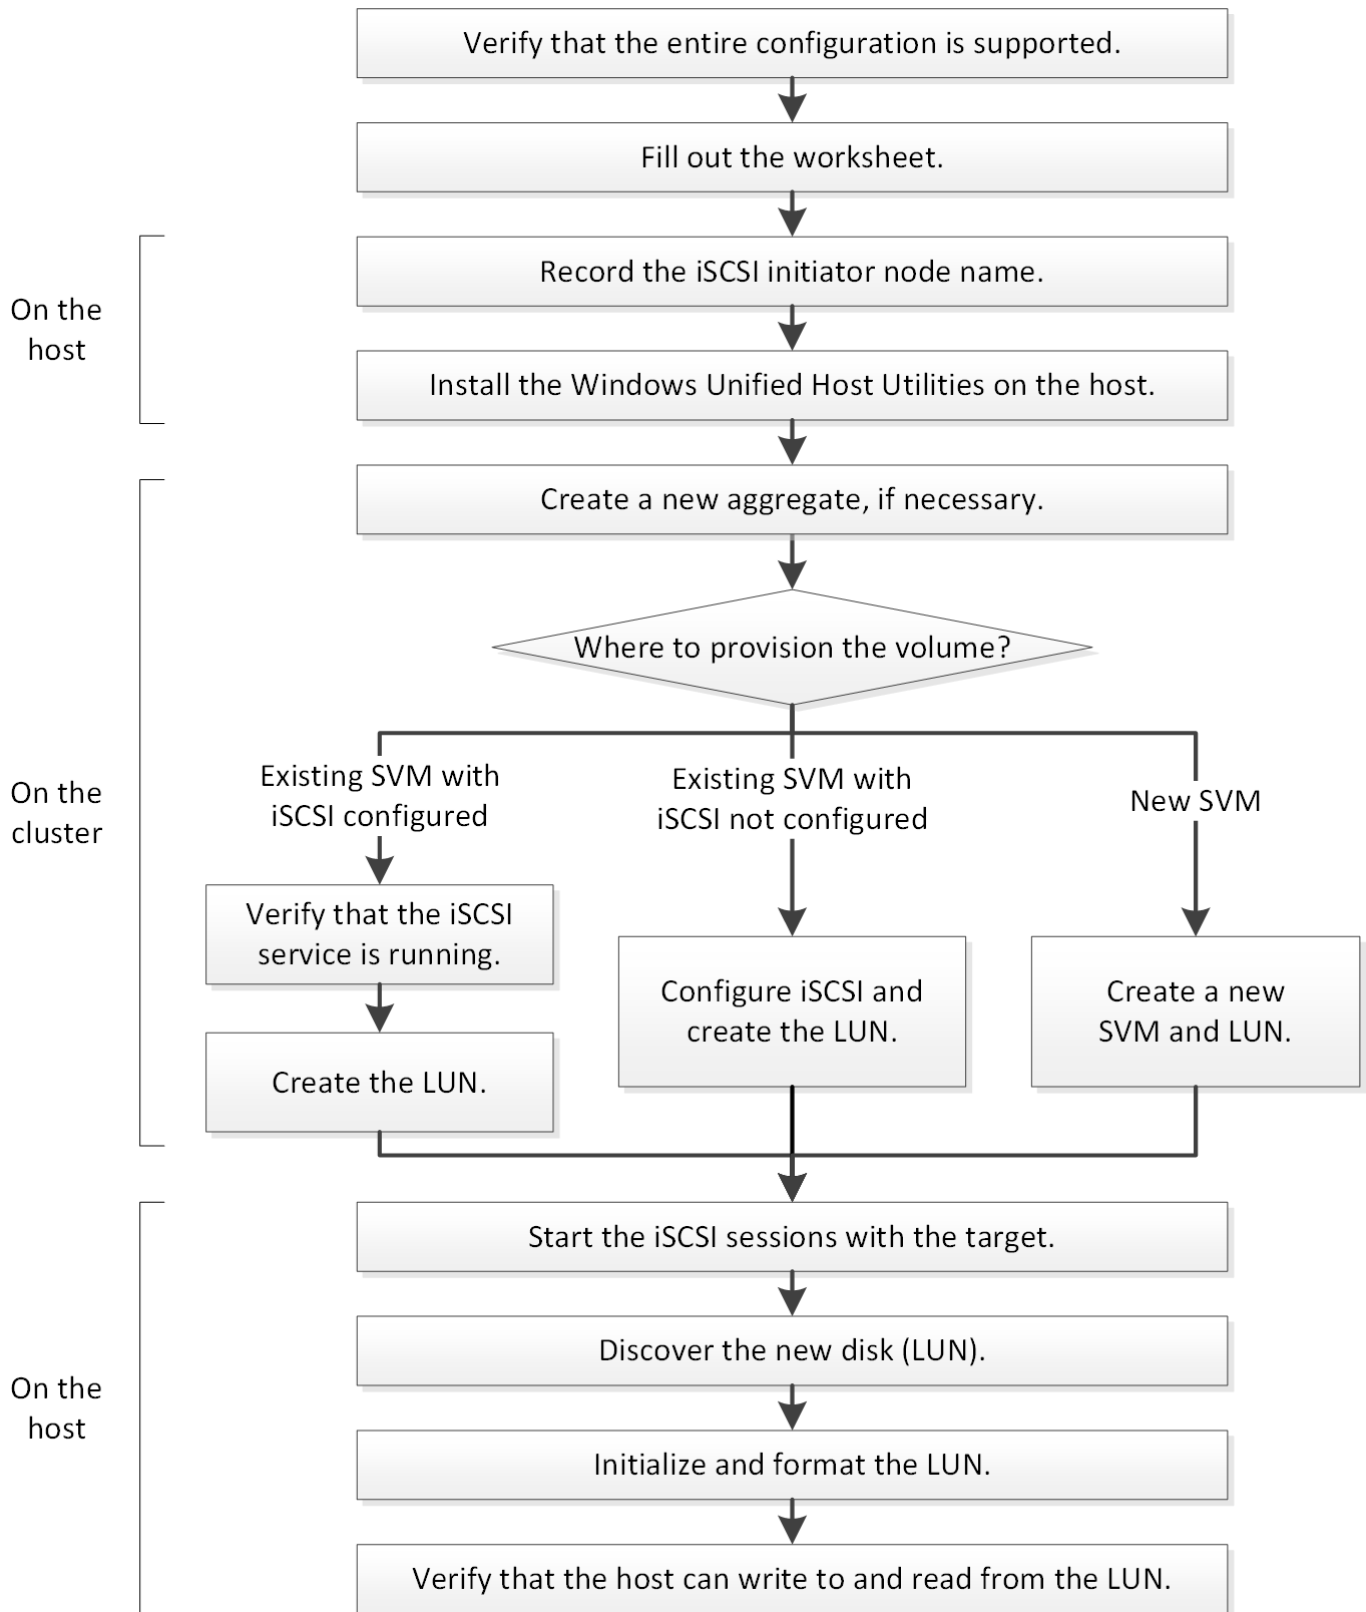 Verify that the entire configuration is supported.
Fill out the worksheet.
On the
host
Record the iSCSI initiator node name.
Install the Windows Unified Host Utilities on the host.
On the
cluster
Create a new aggregate, if necessary.
Where to provision the volume?
Existing SVM with
iSCSI configured
Existing SVM with
iSCSI not configured
New SVM
Verify that the iSCSI
service is running.
Create the LUN.
Configure iSCSI and
create the LUN.
Create a new
SVM and LUN.
On the
host
Start the iSCSI sessions with the target.
Discover the new disk (LUN).
Initialize and format the LUN.
Verify that the host can write to and read from the LUN.